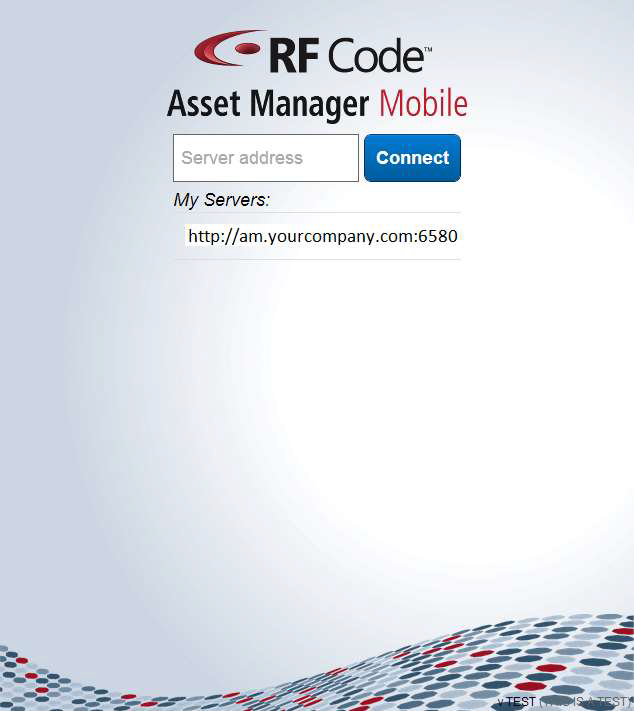 RF Code™
Asset Manager Mobile
Server address Connect
My Servers:
http://am.yourcompany.com:6580
v TEST (THIS IS A TEST)